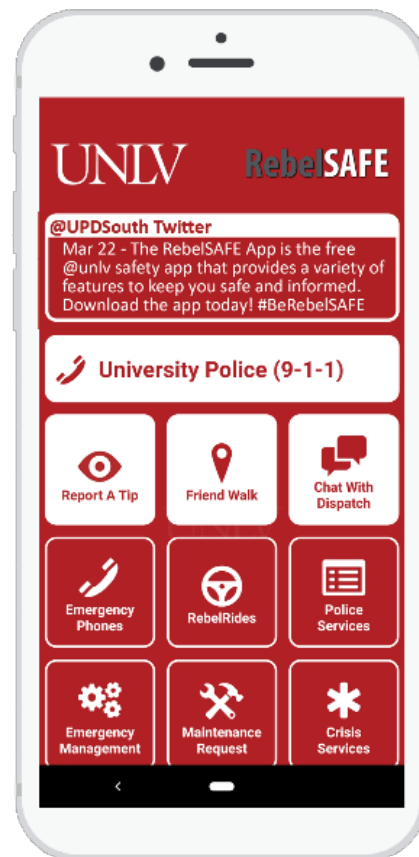 UNLV RebelSAFE
@UPDSouth Twitter
Mar 22 - The RebelSAFE App is the free
@unlv safety app that provides a variety of
features to keep you safe and informed.
Download the app today! #BeRebelSAFE
University Police (9-1-1)
Report A Tip
Friend Walk
Chat With
Dispatch
UNLV
Emergency
Phones
RebelRides
Police
Services
Emergency
Management
Maintenance
Request
Crisis
Services